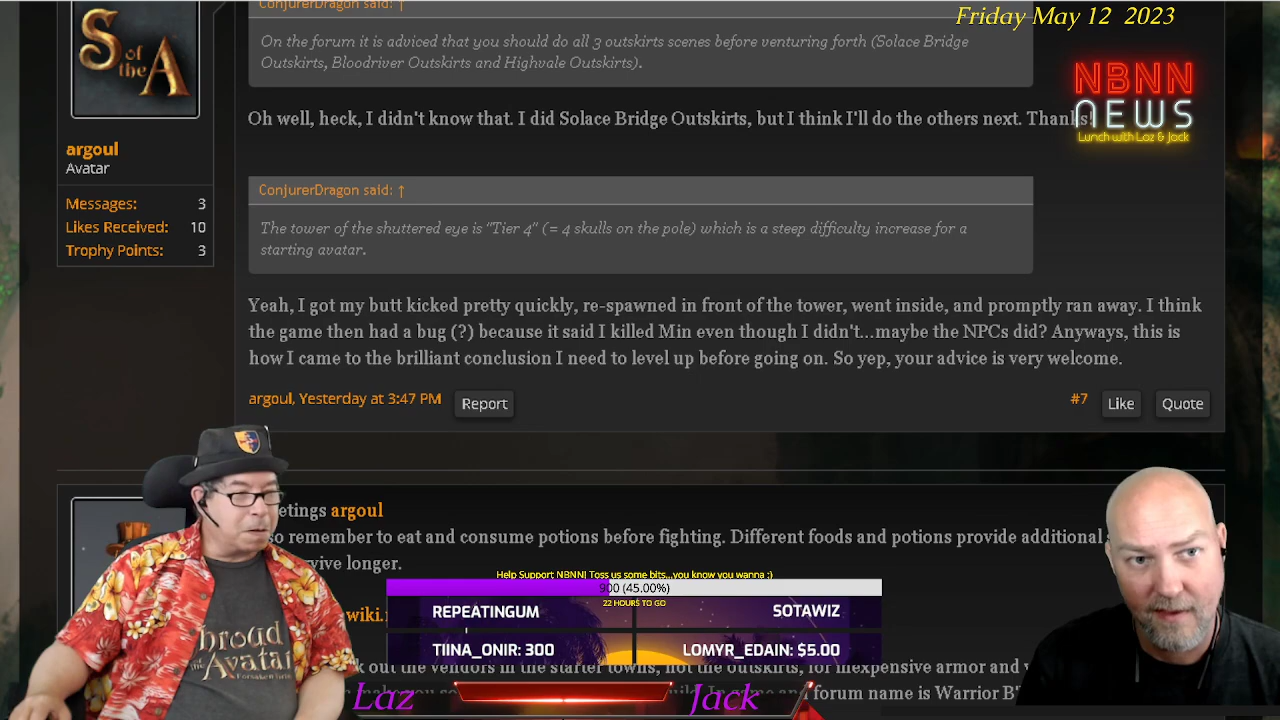 ConjurerDragon said: ↑
Friday May 12 2023
S of the A
On the forum it is adviced that you should do all 3 outskirts scenes before venturing forth (Solace Bridge
Outskirts, Bloodriver Outskirts and Highvale Outskirts).
NBNN
NEWS
Lunch with Laz & Jack
Oh well, heck, I didn't know that. I did Solace Bridge Outskirts, but I think I'll do the others next. Thanks!
argoul
Avatar
Messages: 3
Likes Received: 10
Trophy Points: 3
ConjurerDragon said: ↑
The tower of the shuttered eye is "Tier 4" (= 4 skulls on the pole) which is a steep difficulty increase for a
starting avatar.
Yeah, I got my butt kicked pretty quickly, re-spawned in front of the tower, went inside, and promptly ran away. I think
the game then had a bug (?) because it said I killed Min even though I didn't...maybe the NPCs did? Anyways, this is
how I came to the brilliant conclusion I need to level up before going on. So yep, your advice is very welcome.
argoul, Yesterday at 3:47 PM Report #7 Like Quote
argoul
remember to eat and consume potions before fighting. Different foods and potions provide additional
longer.
Help Support NBNN! Toss us some bits...you know you wanna :)
900 (45.00%)
22 HOURS TO GO
REPEATINGUM SOTAWIZ
TIINA_ONIR: 300 LOMYR_EDAIN: $5.00
wiki.
Shroud
of the
Avatar
out the vendors in the starter towns, not the outskirts, for inexpensive armor and
forum name is Warrior
Laz Jack